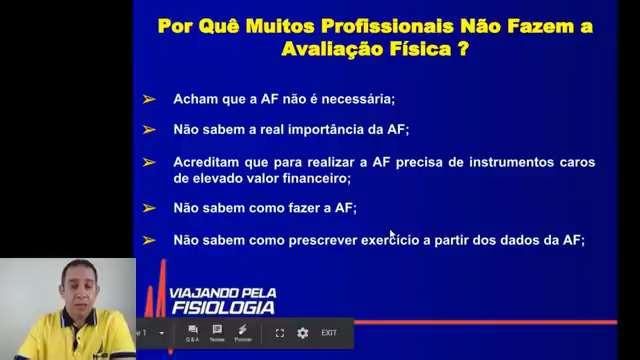 Por Quê Muitos Profissionais Não Fazem a
Avaliação Física ?
Acham que a AF não é necessária;
Não sabem a real importância da AF;
Acreditam que para realizar a AF precisa de instrumentos caros
de elevado valor financeiro;
Não sabem como fazer a AF;
Não sabem como prescrever exercício a partir dos dados da AF;
VIAJANDO PELA
FISIOLOGIA
1
Q & A
Notes
Pointer
EXIT